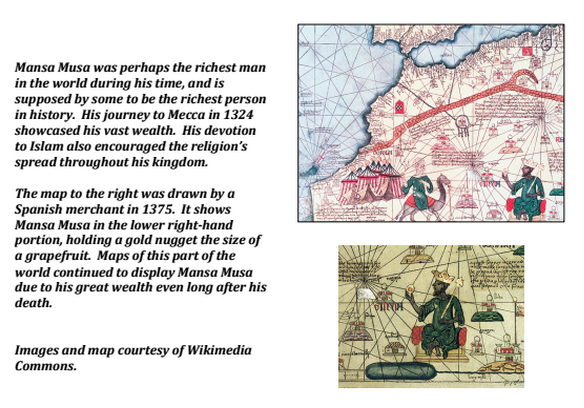 Mansa Musa was perhaps the richest man
in the world during his time, and is
supposed by some to be the richest person
in history.  His journey to Mecca in 1324
showcased his vast wealth.  His devotion
to Islam also encouraged the religion's
spread throughout his kingdom.
The map to the right was drawn by a
Spanish merchant in 1375.  It shows
Mansa Musa in the lower right-hand
portion, holding a gold nugget the size of
a grapefruit.  Maps of this part of the
world continued to display Mansa Musa
due to his great wealth even long after his
death.
Images and map courtesy of Wikimedia
Commons.